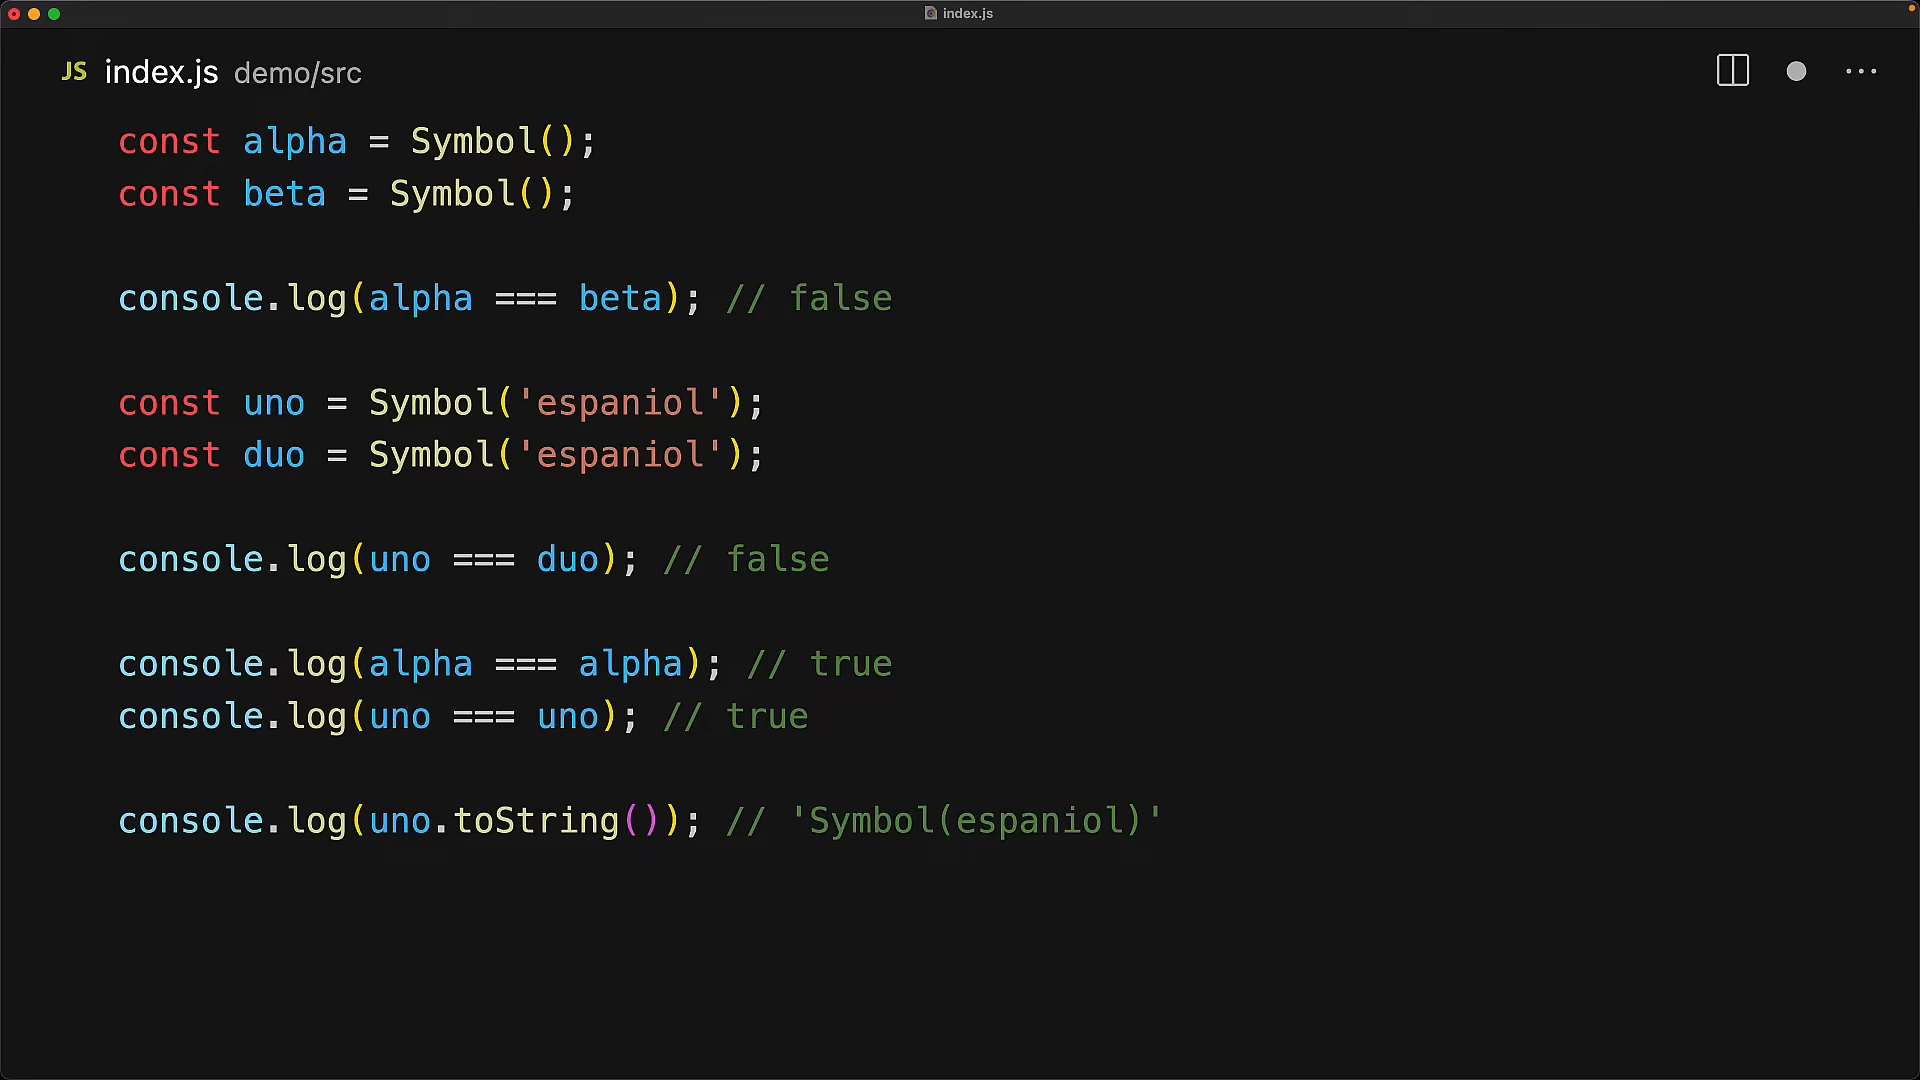 index.js
JS index.js demo/src
const alpha = Symbol();
const beta = Symbol();
console.log(alpha === beta); // false
const uno = Symbol('espaniol');
const duo = Symbol('espaniol');
console.log(uno === duo); // false
console.log(alpha === alpha); // true
console.log(uno === uno); // true
console.log(uno.toString()); // 'Symbol(espaniol)'